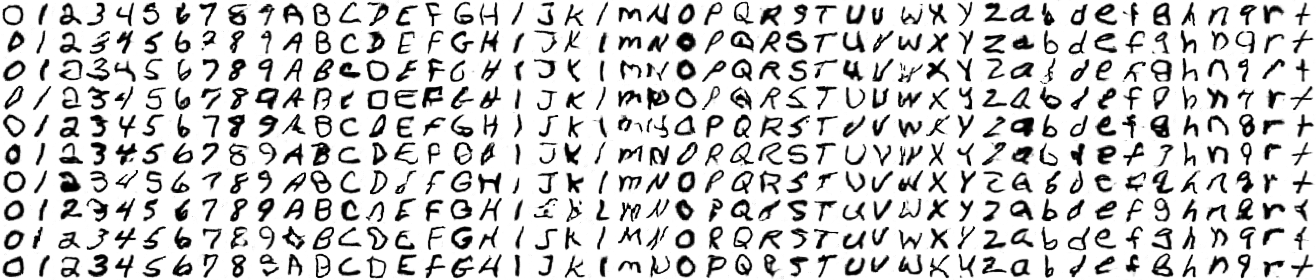 0 1 2 3 4 5 6 7 8 9 A B C D E F G H I J K l m N O P Q R S T U V W X Y Z a b d e f g h n q r t
0 1 2 3 4 5 6 7 8 9 A B C D E F G H I J K l m N O P Q R S T U V W X Y Z a b d e f g h n q r t
0 1 2 3 4 5 6 7 8 9 A B C D E F G H I J K l m N O P Q R S T U V W X Y Z a b d e f g h n q r t
0 1 2 3 4 5 6 7 8 9 A B C D E F G H I J K l m N O P Q R S T U V W X Y Z a b d e f g h n q r t
0 1 2 3 4 5 6 7 8 9 A B C D E F G H I J K l m N O P Q R S T U V W X Y Z a b d e f g h n q r t
0 1 2 3 4 5 6 7 8 9 A B C D E F G H I J K l M N O P Q R S T U V W X Y Z a b d e f g h n q r t
0 1 2 3 4 5 6 7 8 9 A B C D E F G H I J K l m N O P Q R S T U V W X Y Z a b d e f g h n q r t
0 1 2 3 4 5 6 7 8 9 A B C D E F G H I J K L m N O P Q R S T U V W X Y Z a b d e f g h n q r t
0 1 2 3 4 5 6 7 8 9 A B C D E F G H I J K l M N O P Q R S T U V W X Y Z a b d e f g h n q r t
0 1 2 3 4 5 6 7 8 9 A B C D E F G H I J K l m N O P Q R S T U V W X Y Z a b d e f g h n q r t